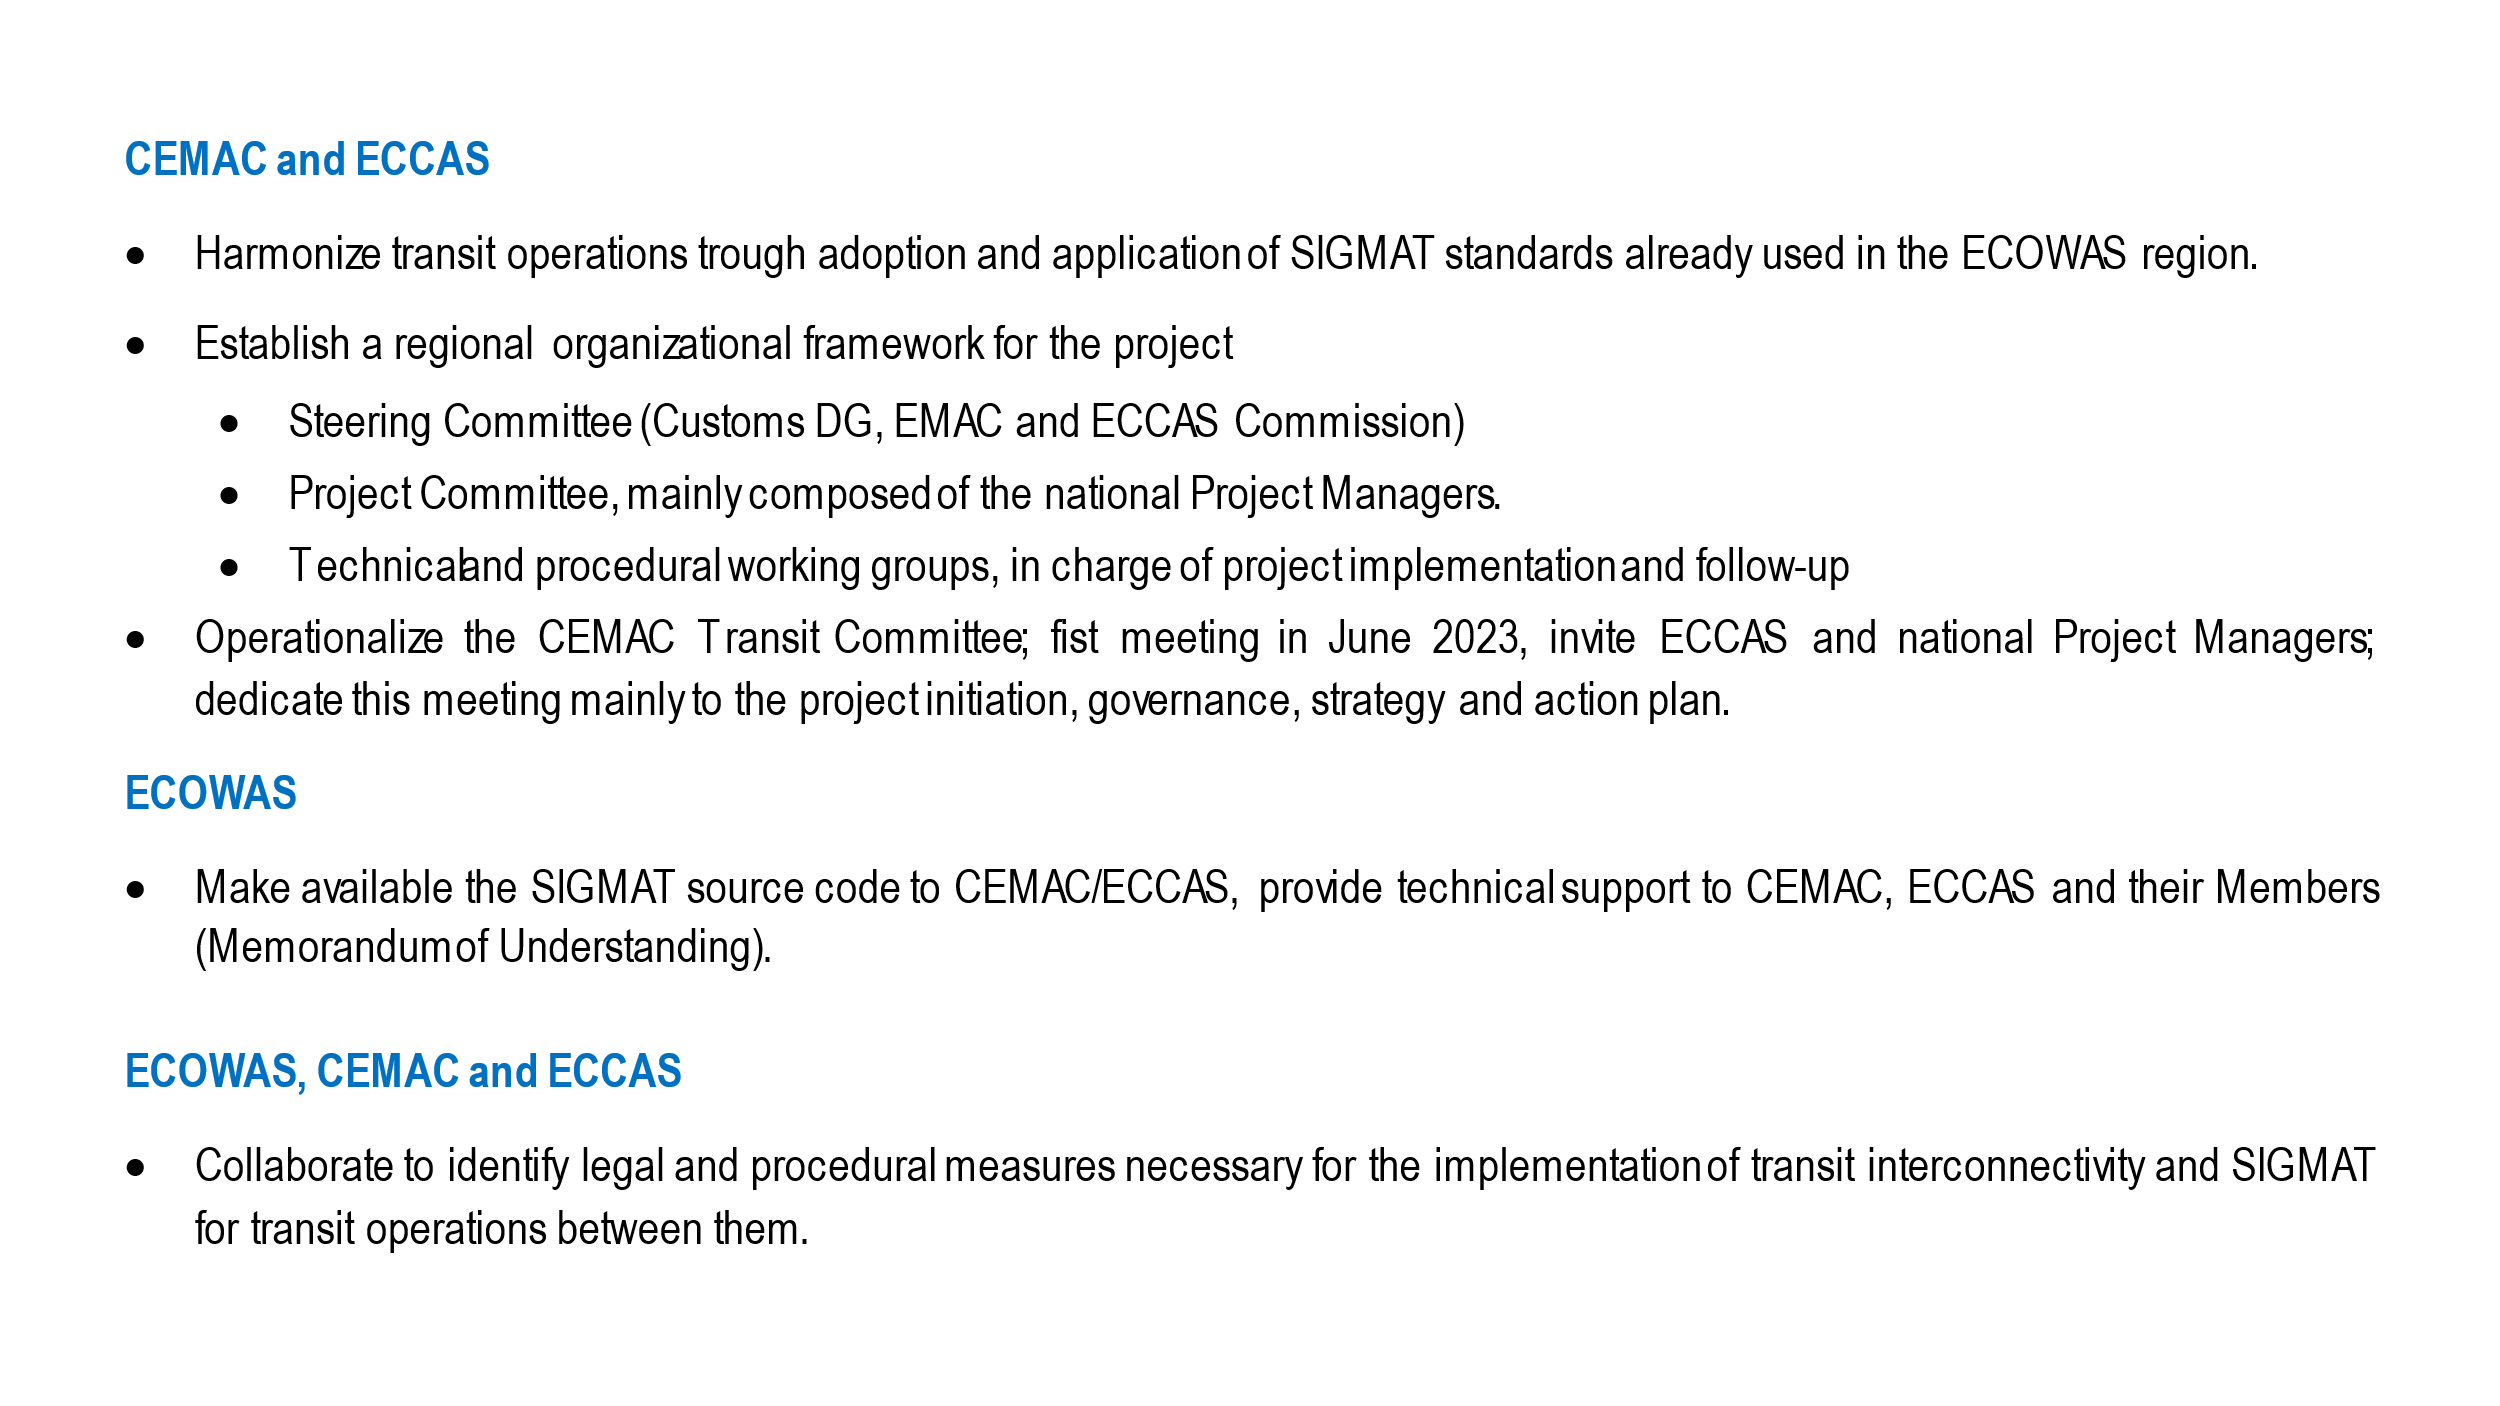 CEMAC and ECCAS
• Harmonize transit operations trough adoption and application of SIGMAT standards already used in the ECOWAS region.
• Establish a regional organizational framework for the project
• Steering Committee (Customs DG, EMAC and ECCAS Commission)
• Project Committee, mainly composed of the national Project Managers.
• Technical and procedural working groups, in charge of project implementation and follow-up
• Operationalize the CEMAC Transit Committee; fist meeting in June 2023, invite ECCAS and national Project Managers;
dedicate this meeting mainly to the project initiation, governance, strategy and action plan.
ECOWAS
• Make available the SIGMAT source code to CEMAC/ECCAS, provide technical support to CEMAC, ECCAS and their Members
(Memorandum of Understanding).
ECOWAS, CEMAC and ECCAS
• Collaborate to identify legal and procedural measures necessary for the implementation of transit interconnectivity and SIGMAT
for transit operations between them.